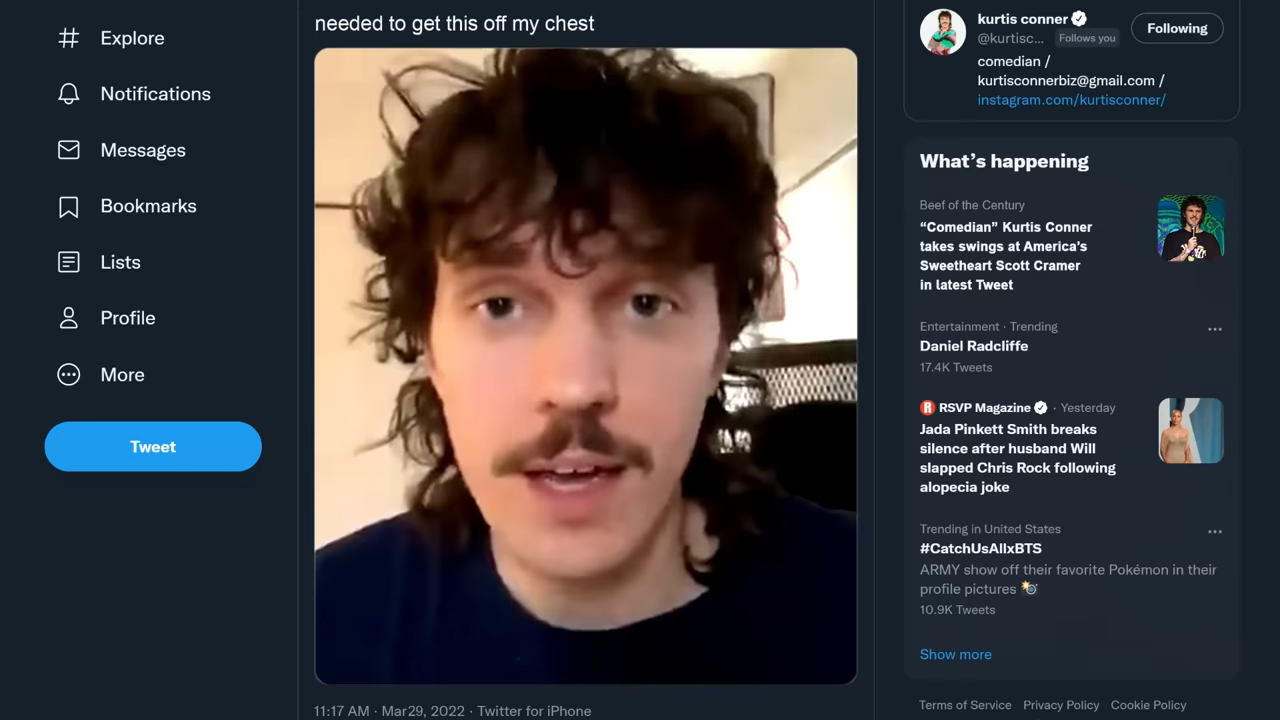 Explore
Notifications
Messages
Bookmarks
Lists
Profile
More
Tweet
needed to get this off my chest
11:17 AM · Mar 29, 2022 · Twitter for iPhone
kurtis conner
@kurtisc... Follows you
Following
comedian /
kurtisconnerbiz@gmail.com /
instagram.com/kurtisconner/
What's happening
Beef of the Century
“Comedian” Kurtis Conner
takes swings at America’s
Sweetheart Scott Cramer
in latest Tweet
Entertainment · Trending
Daniel Radcliffe
17.4K Tweets
RSVP Magazine · Yesterday
Jada Pinkett Smith breaks
silence after husband Will
slapped Chris Rock following
alopecia joke
Trending in United States
#CatchUsAllxBTS
ARMY show off their favorite Pokémon in their
profile pictures
10.9K Tweets
Show more
Terms of Service Privacy Policy Cookie Policy